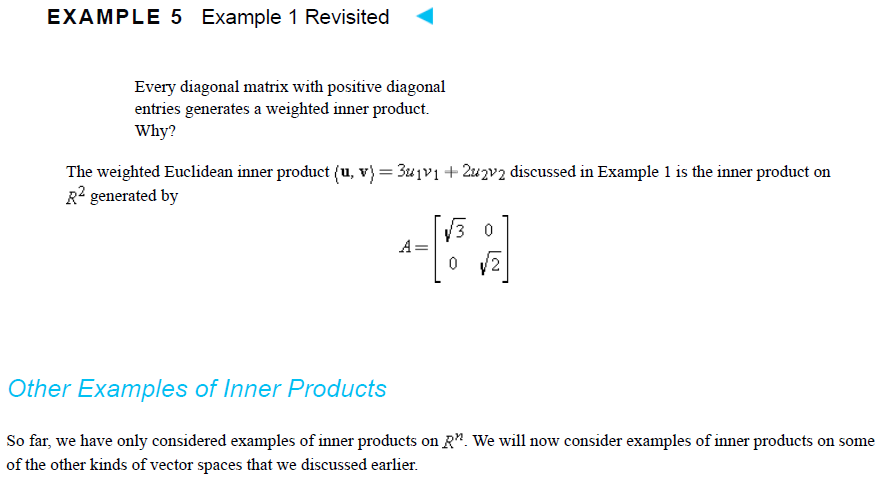 EXAMPLE 5 Example 1 Revisited
Every diagonal matrix with positive diagonal
entries generates a weighted inner product.
Why?
The weighted Euclidean inner product ⟨u, v⟩ = 3u₁v₁ + 2u₂v₂ discussed in Example 1 is the inner product on
R² generated by
A = [√3 0
0 √2]
Other Examples of Inner Products
So far, we have only considered examples of inner products on Rⁿ. We will now consider examples of inner products on some
of the other kinds of vector spaces that we discussed earlier.